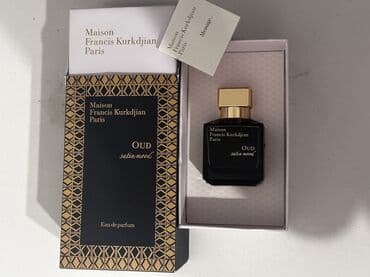 Maison
Francis Kurkdjian
Paris
Maison
Francis Kurkdjian
Paris
Message
Maison
Francis Kurkdjian
Paris
OUD
satin mood
Eau de parfum
Maison
Francis Kurkdjian
Paris
OUD
satin mood